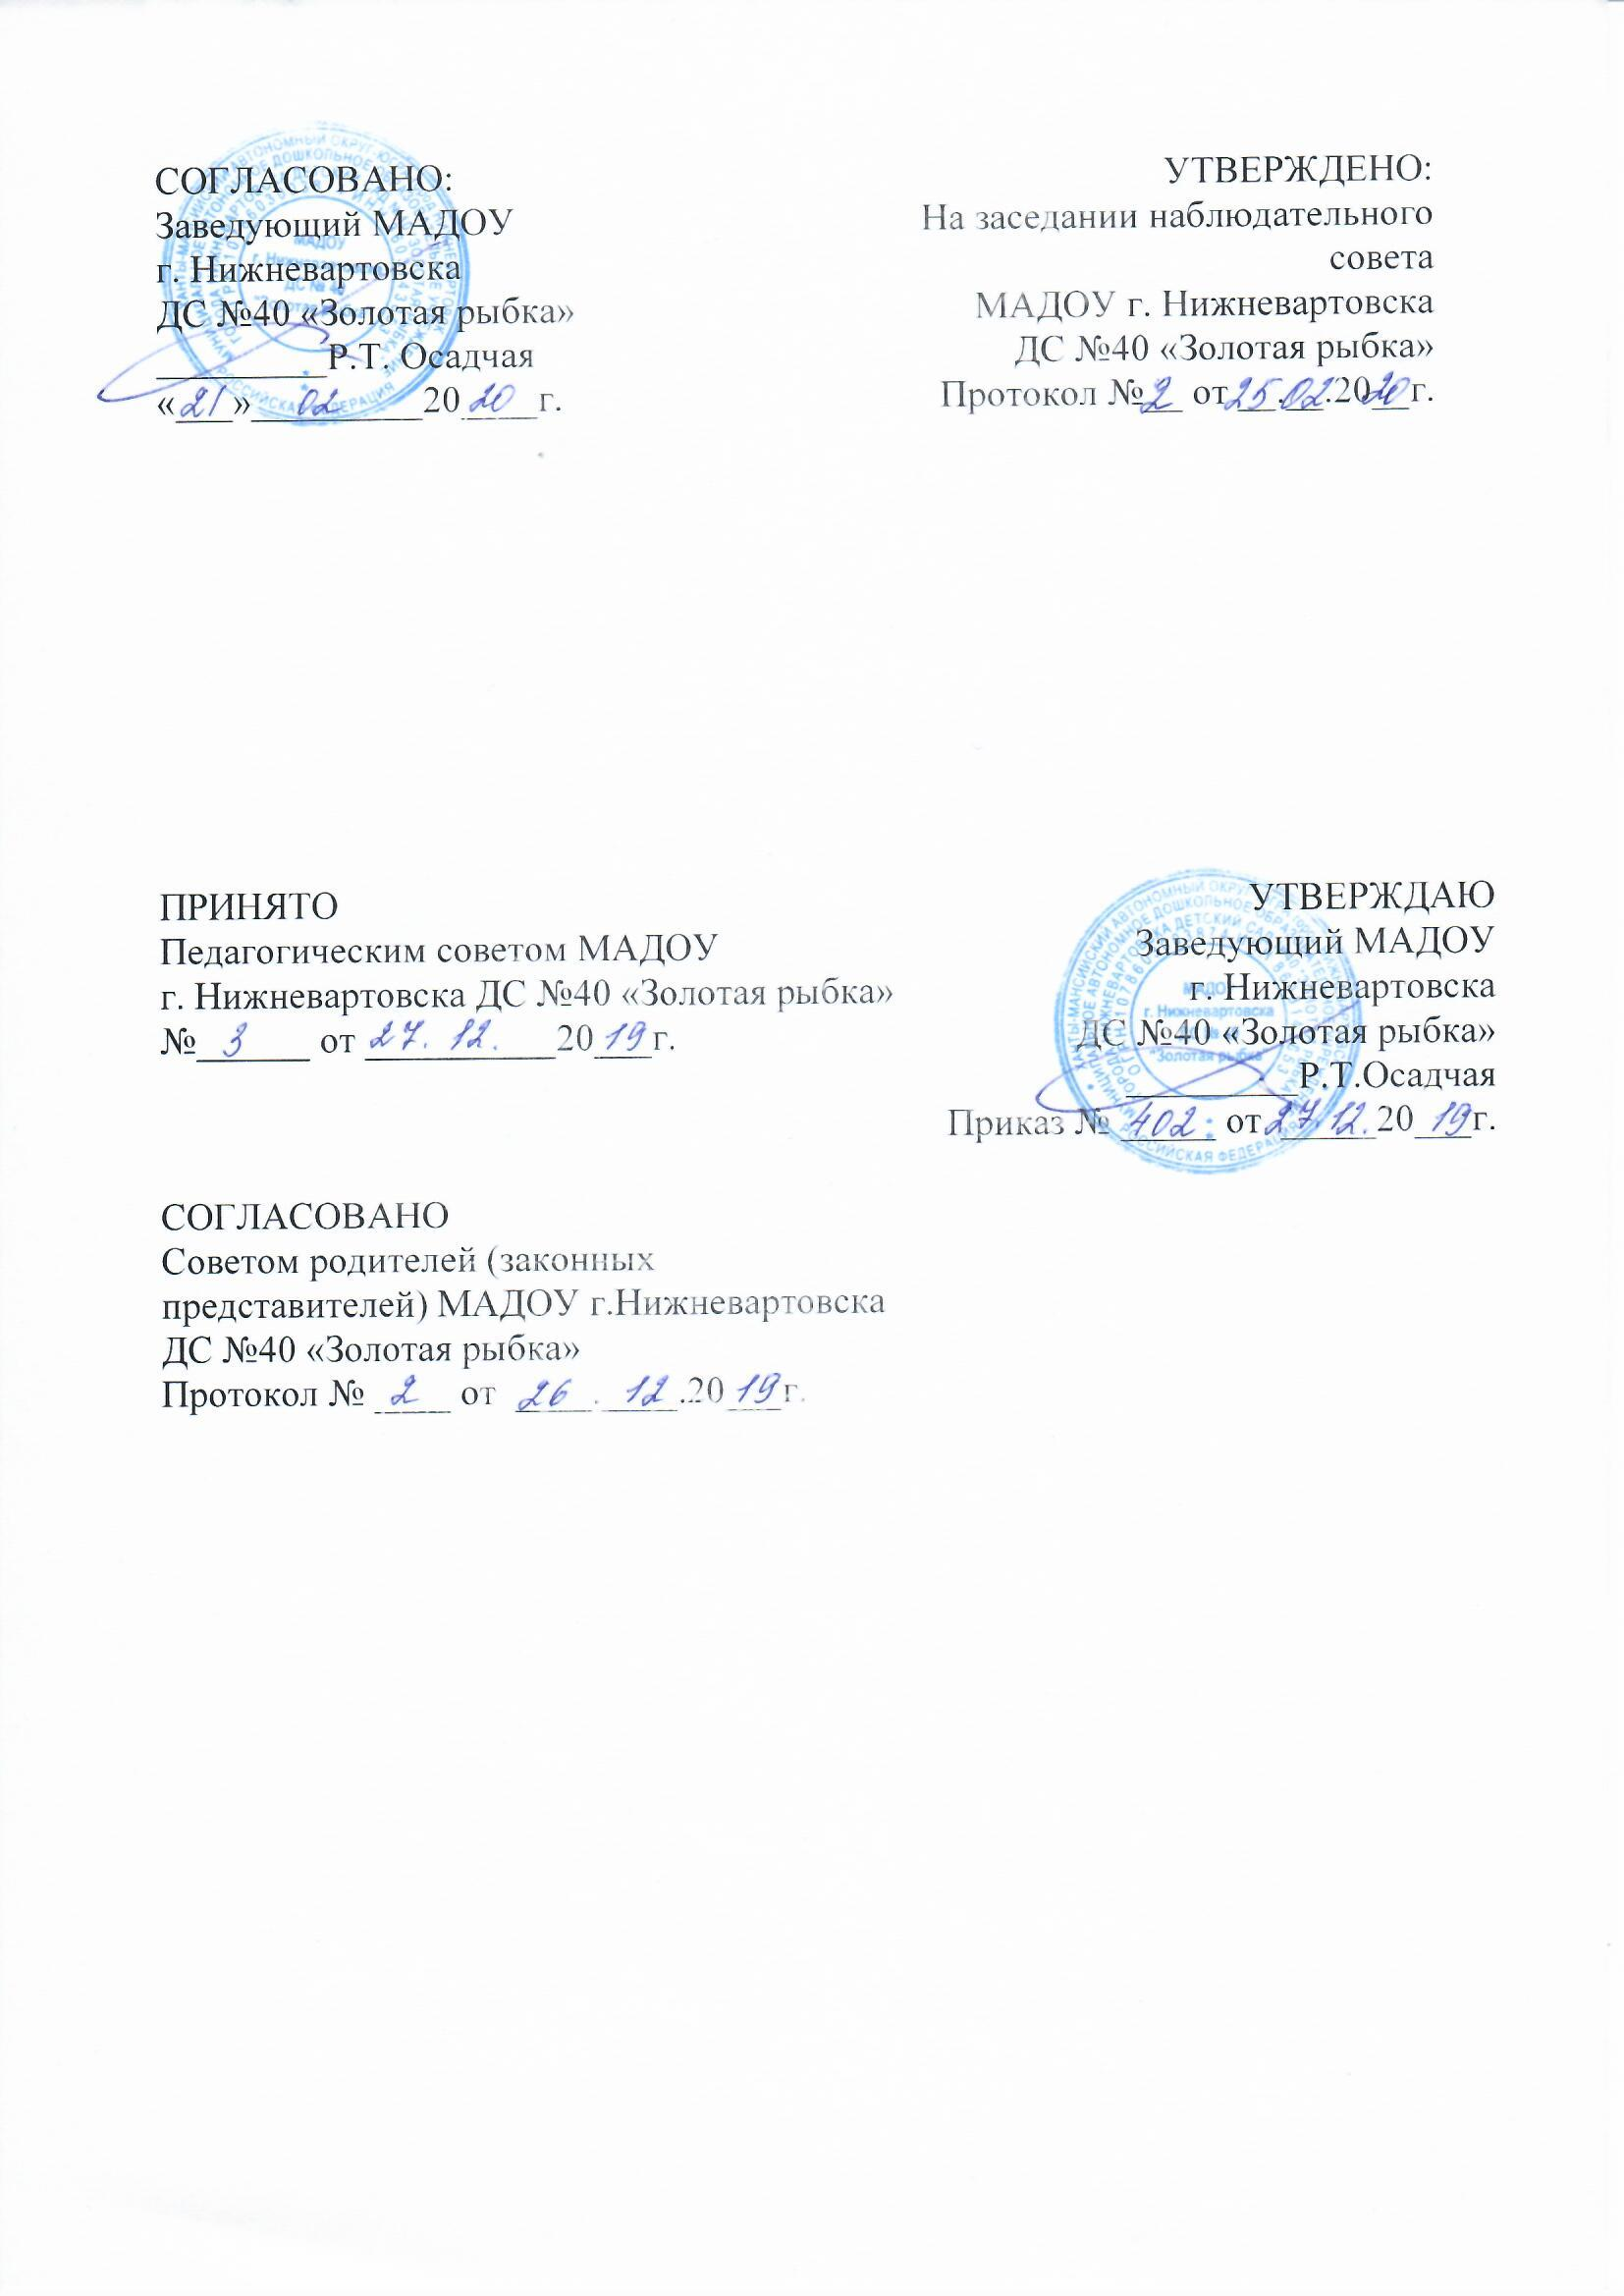 СОГЛАСОВАНО:
Заведующий МАДОУ
г. Нижневартовска
ДС №40 «Золотая рыбка»
_________Р.Т. Осадчая
«21» 02 2020 г.
УТВЕРЖДЕНО:
На заседании наблюдательного
совета
МАДОУ г. Нижневартовска
ДС №40 «Золотая рыбка»
Протокол № 2 от 25.02.2020 г.
ПРИНЯТО
Педагогическим советом МАДОУ
г. Нижневартовска ДС №40 «Золотая рыбка»
№ 3 от 27. 12. 2019 г.
УТВЕРЖДАЮ
Заведующий МАДОУ
г. Нижневартовска
ДС №40 «Золотая рыбка»
_________Р.Т.Осадчая
Приказ № 402 от 27.12.2019 г.
СОГЛАСОВАНО
Советом родителей (законных
представителей) МАДОУ г.Нижневартовска
ДС №40 «Золотая рыбка»
Протокол № 2 от 26.12.2019 г.